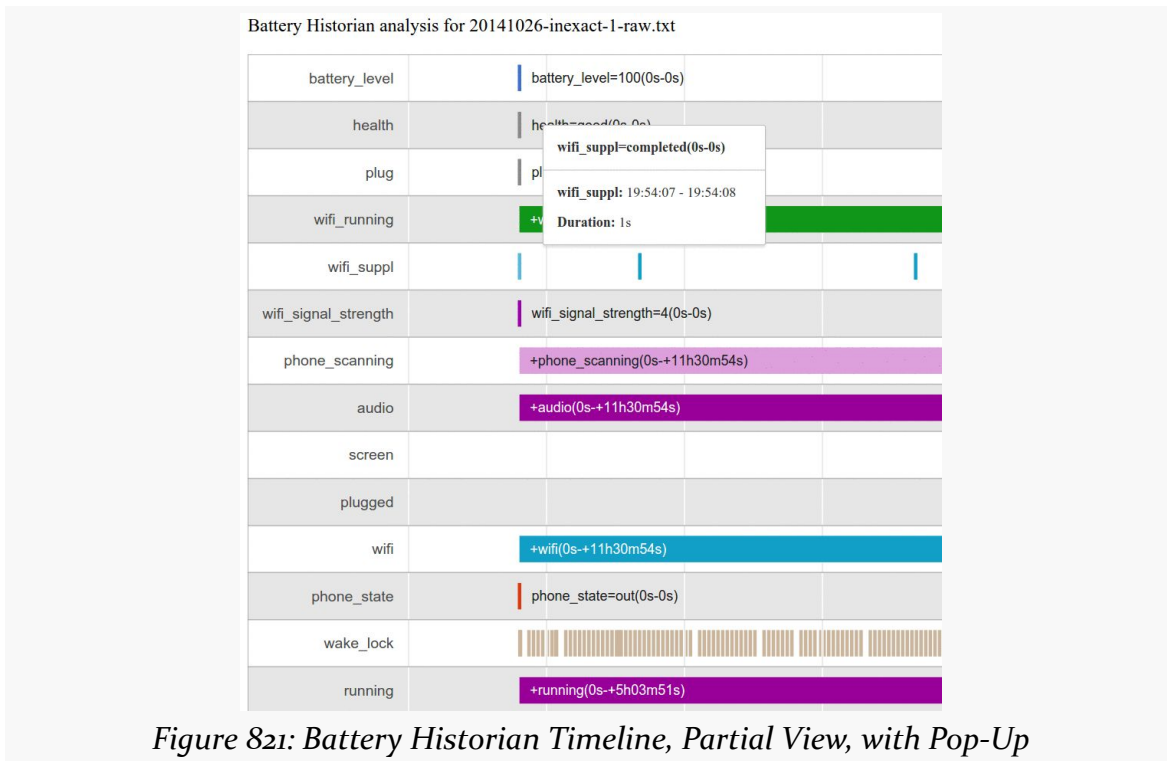 Battery Historian analysis for 20141026-inexact-1-raw.txt
battery_level
battery_level=100(0s-0s)
health
wifi_suppl=completed(0s-0s)
plug
pl
wifi_suppl: 19:54:07 - 19:54:08
wifi_running
Duration: 1s
wifi_suppl
wifi_signal_strength
wifi_signal_strength=4(0s-0s)
phone_scanning
+phone_scanning(0s-+11h30m54s)
audio
+audio(0s-+11h30m54s)
screen
plugged
wifi
+wifi(0s-+11h30m54s)
phone_state
phone_state=out(0s-0s)
wake_lock
running
+running(0s-+5h03m51s)
Figure 821: Battery Historian Timeline, Partial View, with Pop-Up